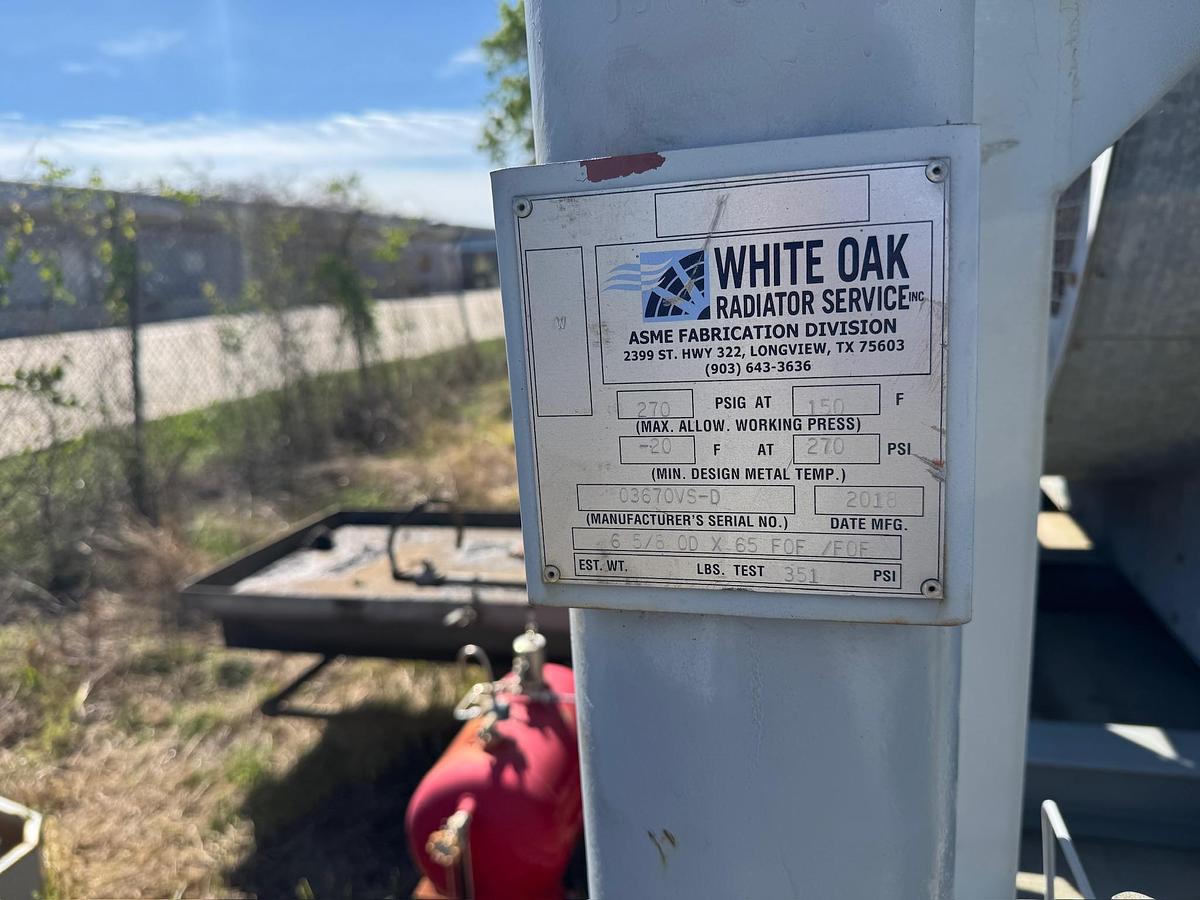 W
WHITE OAK
RADIATOR SERVICE INC
ASME FABRICATION DIVISION
2399 ST. HWY 322, LONGVIEW, TX 75603
(903) 643-3636
270 PSIG AT 150 F
(MAX. ALLOW. WORKING PRESS)
-20 F AT 270 PSI
(MIN. DESIGN METAL TEMP.)
03670VS-D 2018
(MANUFACTURER'S SERIAL NO.) DATE MFG.
6 5/8 OD X 65 FOF /FOF
EST. WT. LBS. TEST 351 PSI